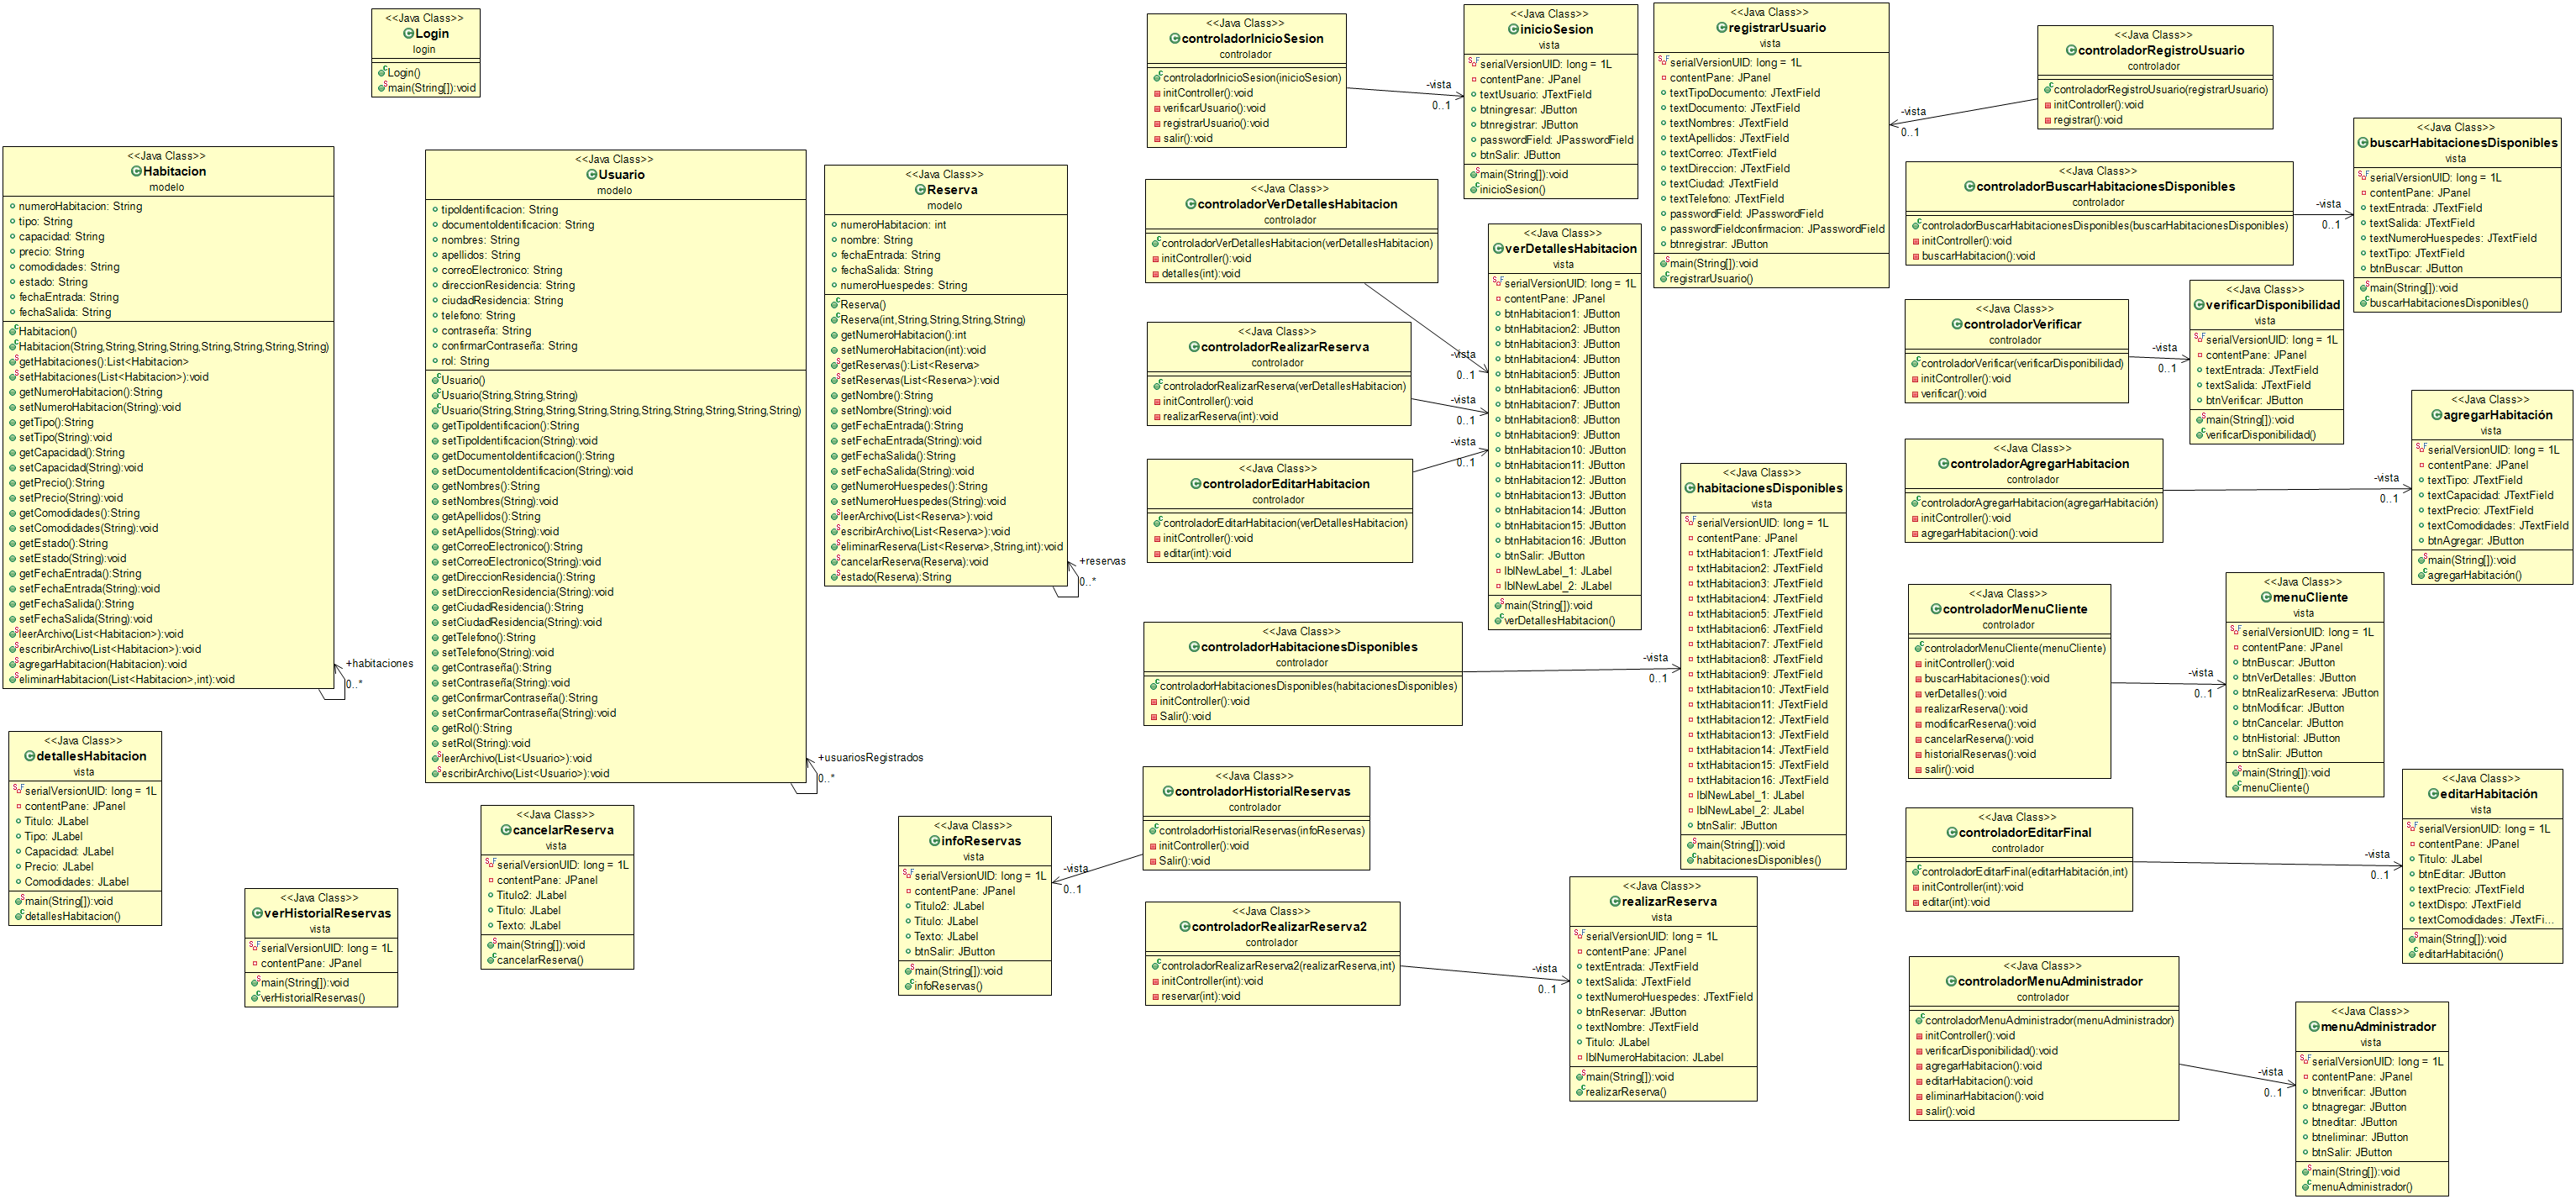 <<Java Class>>
Login
login
Login()
main(String[]):void
<<Java Class>>
Habitacion
modelo
numeroHabitacion: String
tipo: String
capacidad: String
precio: String
comodidades: String
estado: String
fechaEntrada: String
fechaSalida: String
Habitacion()
Habitacion(String,String,String,String,String,String,String,String)
getHabitaciones():List<Habitacion>
setHabitaciones(List<Habitacion>):void
getNumeroHabitacion():String
setNumeroHabitacion(String):void
getTipo():String
setTipo(String):void
getCapacidad():String
setCapacidad(String):void
getPrecio():String
setPrecio(String):void
getComodidades():String
setComodidades(String):void
getEstado():String
setEstado(String):void
getFechaEntrada():String
setFechaEntrada(String):void
getFechaSalida():String
setFechaSalida(String):void
leerArchivo(List<Habitacion>):void
escribirArchivo(List<Habitacion>):void
agregarHabitacion(Habitacion):void
eliminarHabitacion(List<Habitacion>,int):void
+habitaciones
0..*
<<Java Class>>
Usuario
modelo
tipoIdentificacion: String
documentoIdentificacion: String
nombres: String
apellidos: String
correoElectronico: String
direccionResidencia: String
ciudadResidencia: String
telefono: String
contraseña: String
confirmarContraseña: String
rol: String
Usuario()
Usuario(String,String,String)
Usuario(String,String,String,String,String,String,String,String,String,String)
getTipoIdentificacion():String
setTipoIdentificacion(String):void
getDocumentoIdentificacion():String
setDocumentoIdentificacion(String):void
getNombres():String
setNombres(String):void
getApellidos():String
setApellidos(String):void
getCorreoElectronico():String
setCorreoElectronico(String):void
getDireccionResidencia():String
setDireccionResidencia(String):void
getCiudadResidencia():String
setCiudadResidencia(String):void
getTelefono():String
setTelefono(String):void
getContraseña():String
setContraseña(String):void
getConfirmarContraseña():String
setConfirmarContraseña(String):void
getRol():String
setRol(String):void
leerArchivo(List<Usuario>):void
escribirArchivo(List<Usuario>):void
+usuariosRegistrados
0..*
<<Java Class>>
Reserva
modelo
numeroHabitacion: int
nombre: String
fechaEntrada: String
fechaSalida: String
numeroHuespedes: String
Reserva()
Reserva(int,String,String,String,String)
getNumeroHabitacion():int
setNumeroHabitacion(int):void
getReservas():List<Reserva>
setReservas(List<Reserva>):void
getNombre():String
setNombre(String):void
getFechaEntrada():String
setFechaEntrada(String):void
getFechaSalida():String
setFechaSalida(String):void
getNumeroHuespedes():String
setNumeroHuespedes(String):void
leerArchivo(List<Reserva>):void
escribirArchivo(List<Reserva>):void
eliminarReserva(List<Reserva>,String,int):void
cancelarReserva(Reserva):void
estado(Reserva):String
+reservas
0..*
<<Java Class>>
detallesHabitacion
vista
serialVersionUID: long = 1L
contentPane: JPanel
Titulo: JLabel
Tipo: JLabel
Capacidad: JLabel
Precio: JLabel
Comodidades: JLabel
main(String[]):void
detallesHabitacion()
<<Java Class>>
verHistorialReservas
vista
serialVersionUID: long = 1L
contentPane: JPanel
main(String[]):void
verHistorialReservas()
<<Java Class>>
cancelarReserva
vista
serialVersionUID: long = 1L
contentPane: JPanel
Titulo2: JLabel
Titulo: JLabel
Texto: JLabel
main(String[]):void
cancelarReserva()
<<Java Class>>
infoReservas
vista
serialVersionUID: long = 1L
contentPane: JPanel
Titulo2: JLabel
Titulo: JLabel
Texto: JLabel
btnSalir: JButton
main(String[]):void
infoReservas()
<<Java Class>>
controladorInicioSesion
controlador
controladorInicioSesion(inicioSesion)
initController():void
verificarUsuario():void
registrarUsuario():void
salir():void
-vista
0..1
<<Java Class>>
inicioSesion
vista
serialVersionUID: long = 1L
contentPane: JPanel
textUsuario: JTextField
btningresar: JButton
btnregistrar: JButton
passwordField: JPasswordField
btnSalir: JButton
main(String[]):void
inicioSesion()
<<Java Class>>
controladorVerDetallesHabitacion
controlador
controladorVerDetallesHabitacion(verDetallesHabitacion)
initController():void
detalles(int):void
-vista
0..1
<<Java Class>>
controladorRealizarReserva
controlador
controladorRealizarReserva(verDetallesHabitacion)
initController():void
realizarReserva(int):void
-vista
0..1
<<Java Class>>
controladorEditarHabitacion
controlador
controladorEditarHabitacion(verDetallesHabitacion)
initController():void
editar(int):void
-vista
0..1
<<Java Class>>
verDetallesHabitacion
vista
serialVersionUID: long = 1L
contentPane: JPanel
btnHabitacion1: JButton
btnHabitacion2: JButton
btnHabitacion3: JButton
btnHabitacion4: JButton
btnHabitacion5: JButton
btnHabitacion6: JButton
btnHabitacion7: JButton
btnHabitacion8: JButton
btnHabitacion9: JButton
btnHabitacion10: JButton
btnHabitacion11: JButton
btnHabitacion12: JButton
btnHabitacion13: JButton
btnHabitacion14: JButton
btnHabitacion15: JButton
btnHabitacion16: JButton
btnSalir: JButton
lblNewLabel_1: JLabel
lblNewLabel_2: JLabel
main(String[]):void
verDetallesHabitacion()
<<Java Class>>
controladorHabitacionesDisponibles
controlador
controladorHabitacionesDisponibles(habitacionesDisponibles)
initController():void
Salir():void
-vista
0..1
<<Java Class>>
habitacionesDisponibles
vista
serialVersionUID: long = 1L
contentPane: JPanel
txtHabitacion1: JTextField
txtHabitacion2: JTextField
txtHabitacion3: JTextField
txtHabitacion4: JTextField
txtHabitacion5: JTextField
txtHabitacion6: JTextField
txtHabitacion7: JTextField
txtHabitacion8: JTextField
txtHabitacion9: JTextField
txtHabitacion10: JTextField
txtHabitacion11: JTextField
txtHabitacion12: JTextField
txtHabitacion13: JTextField
txtHabitacion14: JTextField
txtHabitacion15: JTextField
txtHabitacion16: JTextField
lblNewLabel_1: JLabel
lblNewLabel_2: JLabel
btnSalir: JButton
main(String[]):void
habitacionesDisponibles()
<<Java Class>>
controladorHistorialReservas
controlador
controladorHistorialReservas(infoReservas)
initController():void
Salir():void
-vista
0..1
<<Java Class>>
controladorRealizarReserva2
controlador
controladorRealizarReserva2(realizarReserva,int)
initController(int):void
reservar(int):void
-vista
0..1
<<Java Class>>
realizarReserva
vista
serialVersionUID: long = 1L
contentPane: JPanel
textEntrada: JTextField
textSalida: JTextField
textNumeroHuespedes: JTextField
btnReservar: JButton
textNombre: JTextField
Titulo: JLabel
lblNumeroHabitacion: JLabel
main(String[]):void
realizarReserva()
<<Java Class>>
registrarUsuario
vista
serialVersionUID: long = 1L
contentPane: JPanel
textTipoDocumento: JTextField
textDocumento: JTextField
textNombres: JTextField
textApellidos: JTextField
textCorreo: JTextField
textDireccion: JTextField
textCiudad: JTextField
textTelefono: JTextField
passwordField: JPasswordField
passwordFieldconfirmacion: JPasswordField
btnregistrar: JButton
main(String[]):void
registrarUsuario()
<<Java Class>>
controladorRegistroUsuario
controlador
controladorRegistroUsuario(registrarUsuario)
initController():void
registrar():void
-vista
0..1
<<Java Class>>
controladorBuscarHabitacionesDisponibles
controlador
controladorBuscarHabitacionesDisponibles(buscarHabitacionesDisponibles)
initController():void
buscarHabitacion():void
-vista
0..1
<<Java Class>>
buscarHabitacionesDisponibles
vista
serialVersionUID: long = 1L
contentPane: JPanel
textEntrada: JTextField
textSalida: JTextField
textNumeroHuespedes: JTextField
textTipo: JTextField
btnBuscar: JButton
main(String[]):void
buscarHabitacionesDisponibles()
<<Java Class>>
controladorVerificar
controlador
controladorVerificar(verificarDisponibilidad)
initController():void
verificar():void
-vista
0..1
<<Java Class>>
verificarDisponibilidad
vista
serialVersionUID: long = 1L
contentPane: JPanel
textEntrada: JTextField
textSalida: JTextField
btnVerificar: JButton
main(String[]):void
verificarDisponibilidad()
<<Java Class>>
controladorAgregarHabitacion
controlador
controladorAgregarHabitacion(agregarHabitación)
initController():void
agregarHabitacion():void
-vista
0..1
<<Java Class>>
agregarHabitación
vista
serialVersionUID: long = 1L
contentPane: JPanel
textTipo: JTextField
textCapacidad: JTextField
textPrecio: JTextField
textComodidades: JTextField
btnAgregar: JButton
main(String[]):void
agregarHabitación()
<<Java Class>>
controladorMenuCliente
controlador
controladorMenuCliente(menuCliente)
initController():void
buscarHabitaciones():void
verDetalles():void
realizarReserva():void
modificarReserva():void
cancelarReserva():void
historialReservas():void
salir():void
-vista
0..1
<<Java Class>>
menuCliente
vista
serialVersionUID: long = 1L
contentPane: JPanel
btnBuscar: JButton
btnVerDetalles: JButton
btnRealizarReserva: JButton
btnModificar: JButton
btnCancelar: JButton
btnHistorial: JButton
btnSalir: JButton
main(String[]):void
menuCliente()
<<Java Class>>
controladorEditarFinal
controlador
controladorEditarFinal(editarHabitación,int)
initController(int):void
editar(int):void
-vista
0..1
<<Java Class>>
editarHabitación
vista
serialVersionUID: long = 1L
contentPane: JPanel
Titulo: JLabel
btnEditar: JButton
textPrecio: JTextField
textDispo: JTextField
textComodidades: JTextFi...
main(String[]):void
editarHabitación()
<<Java Class>>
controladorMenuAdministrador
controlador
controladorMenuAdministrador(menuAdministrador)
initController():void
verificarDisponibilidad():void
agregarHabitacion():void
editarHabitacion():void
eliminarHabitacion():void
salir():void
-vista
0..1
<<Java Class>>
menuAdministrador
vista
serialVersionUID: long = 1L
contentPane: JPanel
btnverificar: JButton
btnagregar: JButton
btneditar: JButton
btneliminar: JButton
btnSalir: JButton
main(String[]):void
menuAdministrador()